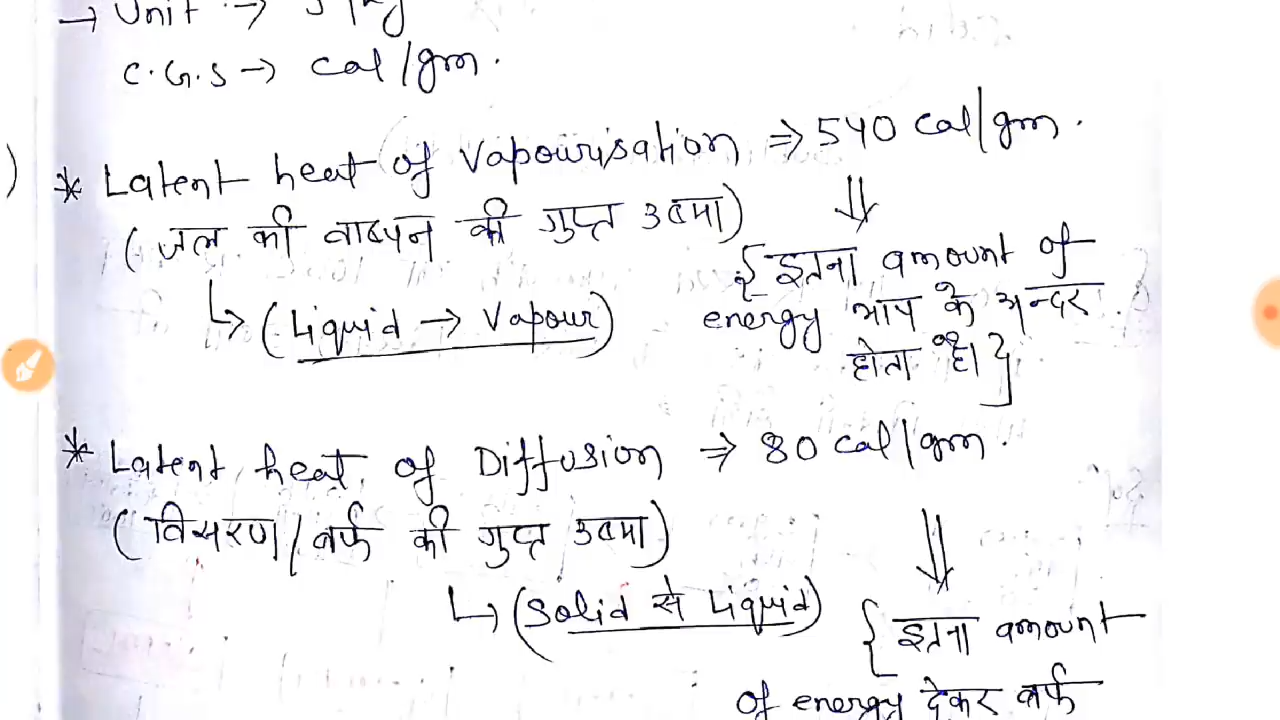 → Unit → J/kg
C.G.S → cal/gm.
* Latent heat of Vapourisation ⇒ 540 cal/gm.
(जल की वाष्पन की गुप्त उष्मा)
↳ (Liquid → Vapour)
{इतना amount of
energy भाप के अन्दर
होता है।}
* Latent heat of Diffusion ⇒ 80 cal/gm.
(विसरण/बर्फ की गुप्त उष्मा)
↳ (Solid से Liquid)
{इतना amount
of energy देकर बर्फ